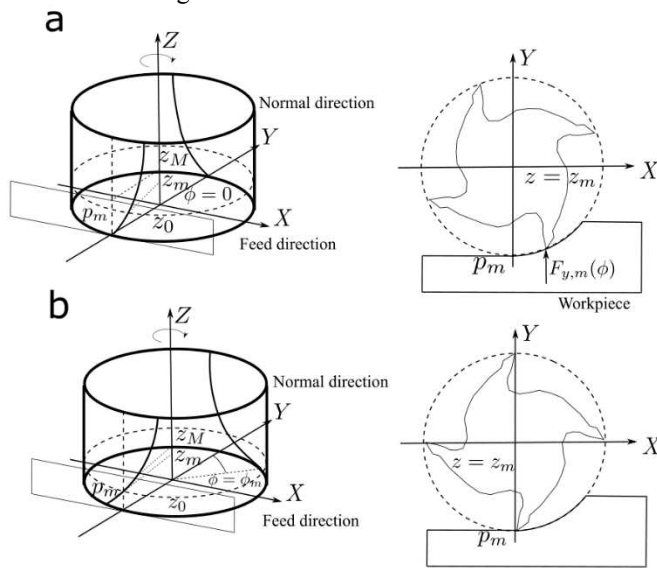 a
Z
Normal direction
Y
z_M
z_m
ϕ = 0
p_m
z_0
X
Feed direction
Y
X
z = z_m
p_m
F_{y,m}(ϕ)
Workpiece
b
Z
Normal direction
Y
z_M
z_m
ϕ = ϕ_m
p_m
z_0
X
Feed direction
Y
X
z = z_m
p_m